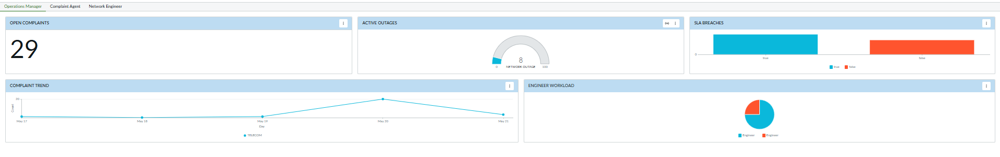 Operations Manager Complaint Agent Network Engineer
OPEN COMPLAINTS
29
ACTIVE OUTAGES
8
0 NETWORK OUTAGE 100
SLA BREACHES
0
true false
true false
COMPLAINT TREND
20
Count
May 17 May 18 May 19 May 20 May 21
Day
TELECOM
ENGINEER WORKLOAD
Engineer Engineer